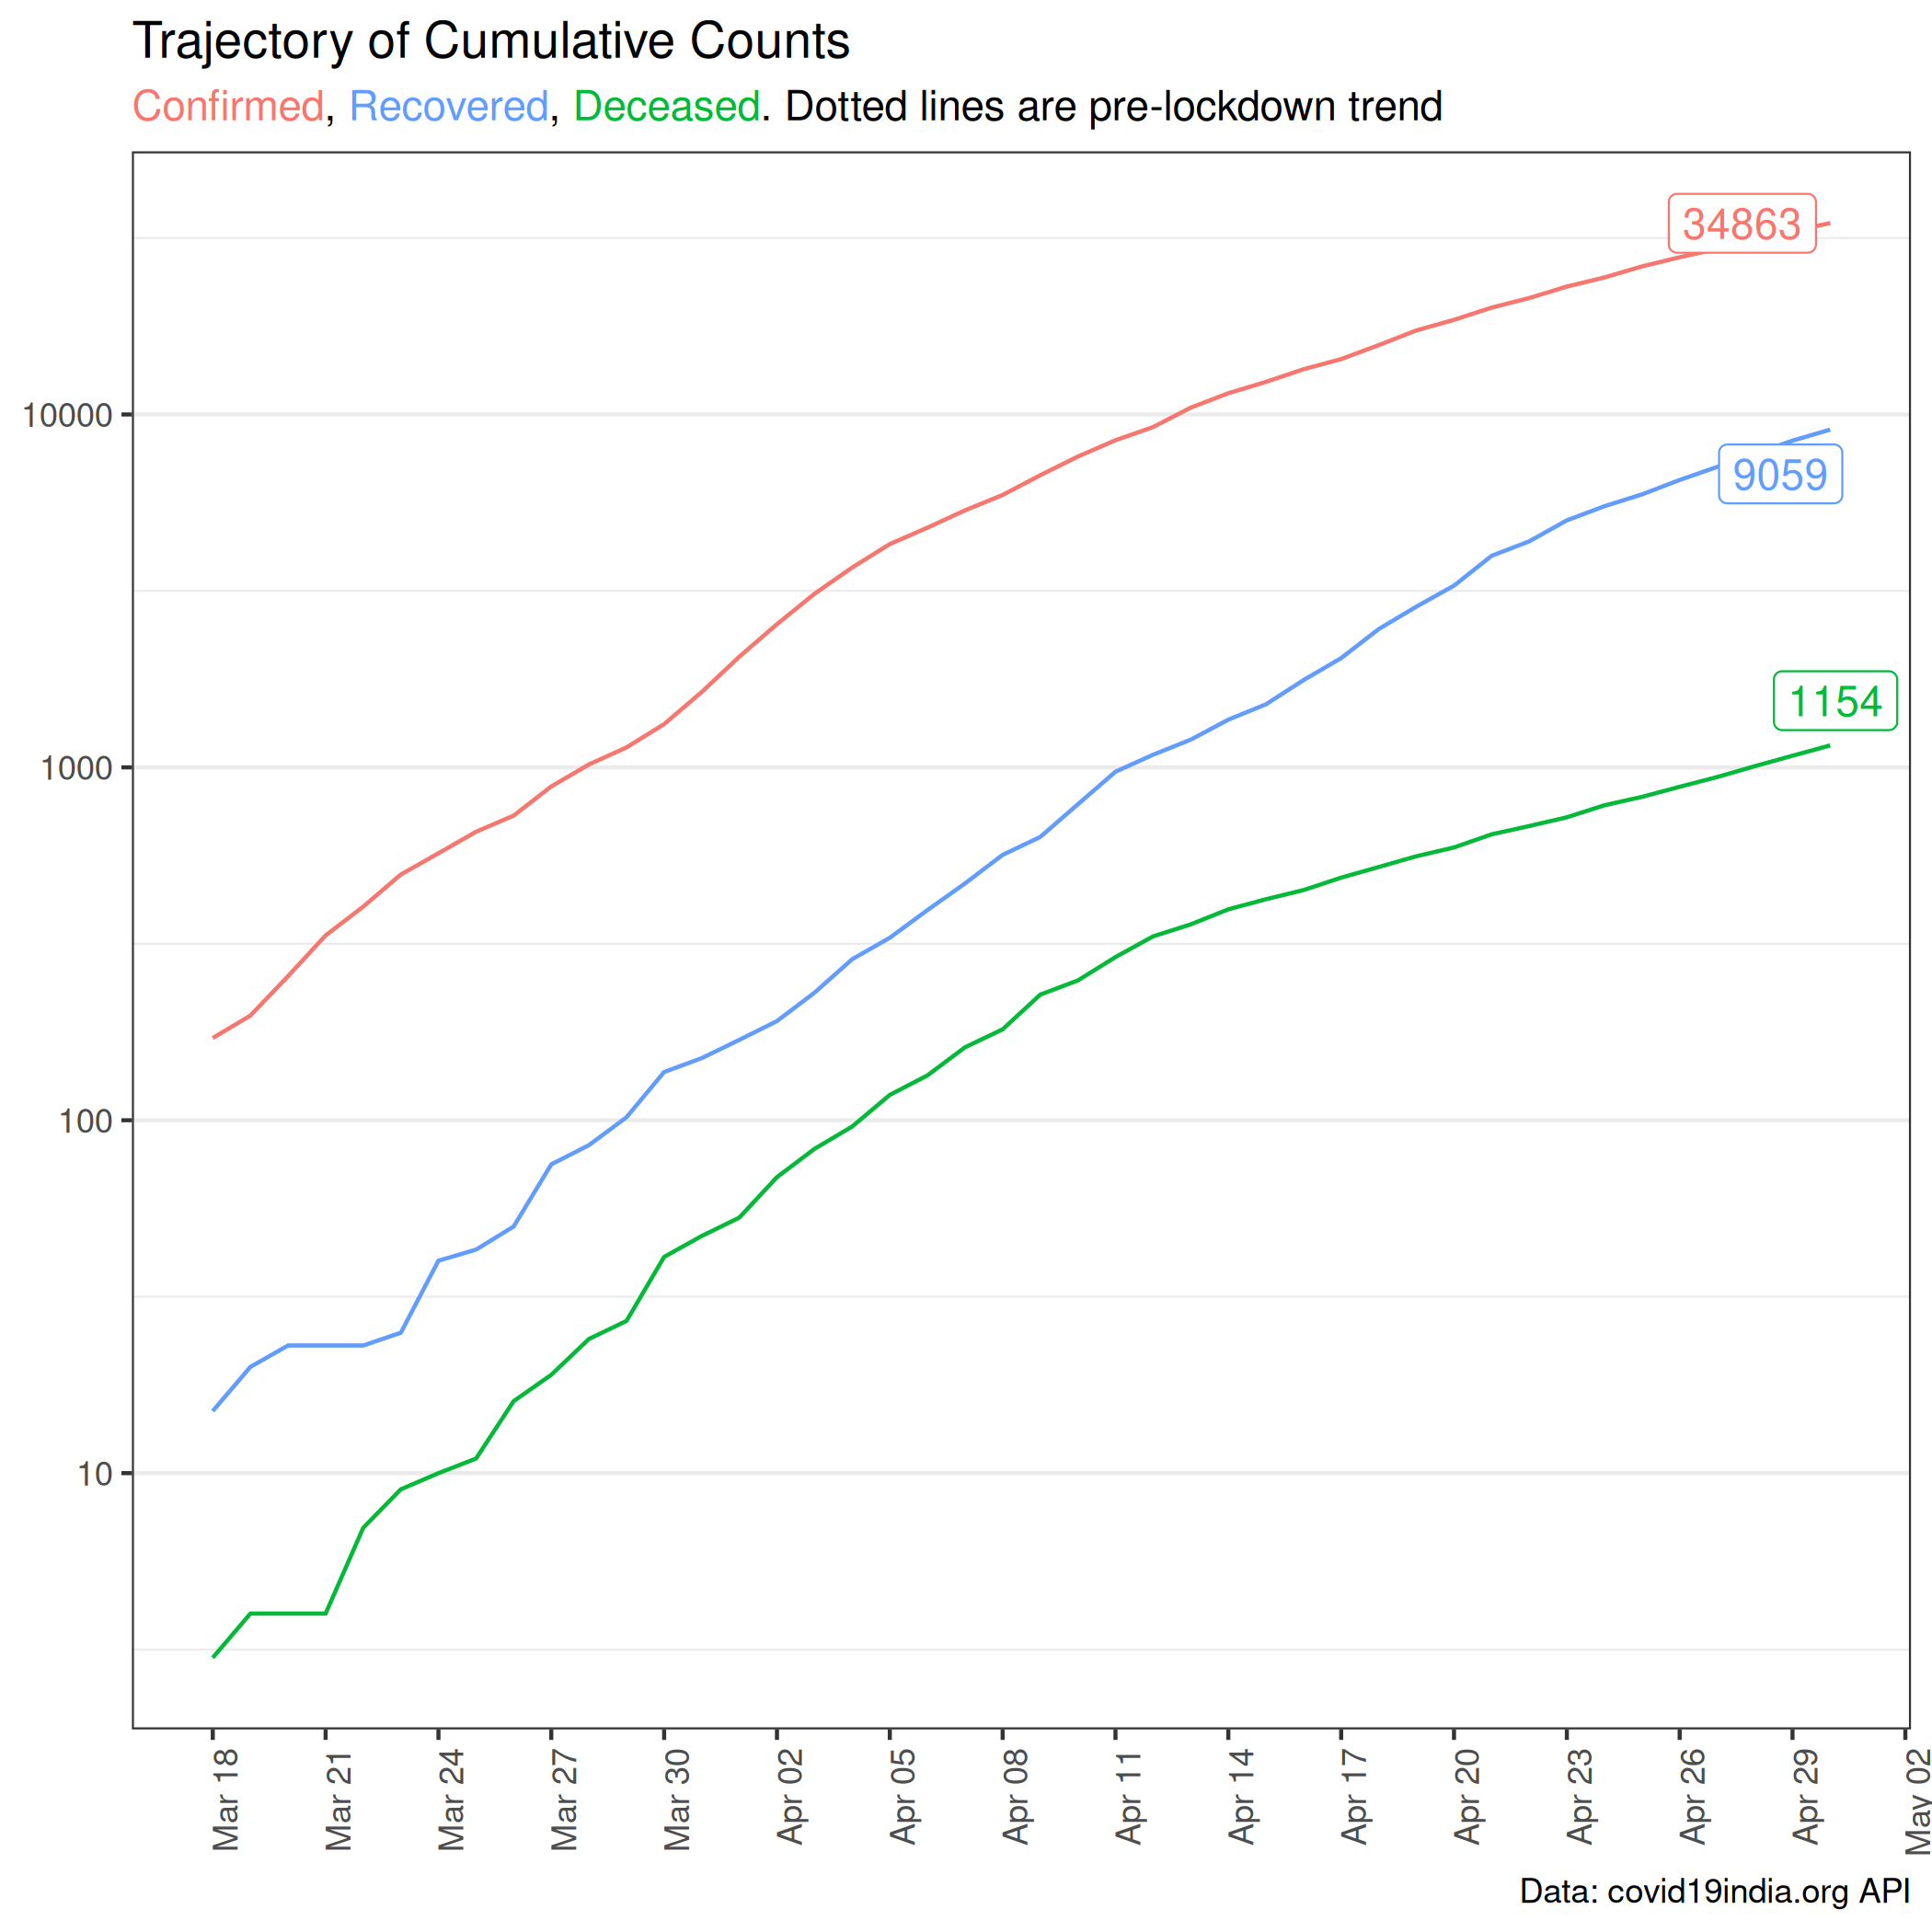 Trajectory of Cumulative Counts
Confirmed, Recovered, Deceased. Dotted lines are pre-lockdown trend
34863
10000
9059
1154
1000
100
10
Mar 18
Mar 21
Mar 24
Mar 27
Mar 30
Apr 02
Apr 05
Apr 08
Apr 11
Apr 14
Apr 17
Apr 20
Apr 23
Apr 26
Apr 29
May 02
Data: covid19india.org API